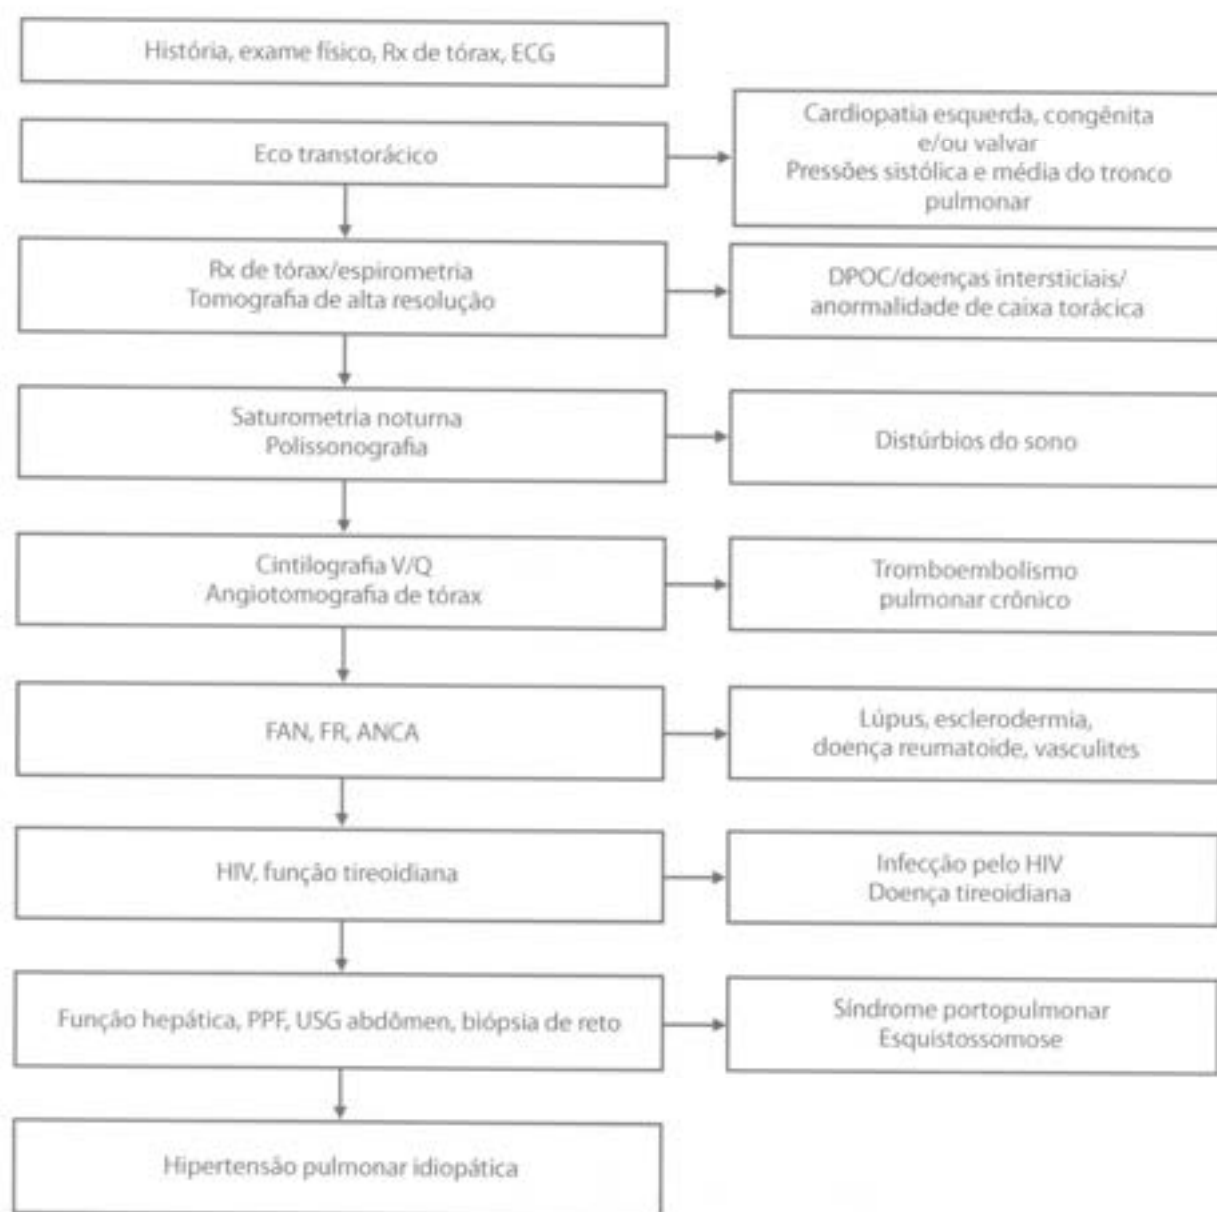 História, exame físico, Rx de tórax, ECG
Eco transtorácico
Cardiopatia esquerda, congênita
e/ou valvar
Pressões sistólica e média do tronco
pulmonar
Rx de tórax/espirometria
Tomografia de alta resolução
DPOC/doenças intersticiais/
anormalidade de caixa torácica
Saturometria noturna
Polissonografia
Distúrbios do sono
Cintilografia V/Q
Angiotomografia de tórax
Tromboembolismo
pulmonar crônico
FAN, FR, ANCA
Lúpus, esclerodermia,
doença reumatoide, vasculites
HIV, função tireoidiana
Infecção pelo HIV
Doença tireoidiana
Função hepática, PPF, USG abdômen, biópsia de reto
Síndrome portopulmonar
Esquistossomose
Hipertensão pulmonar idiopática